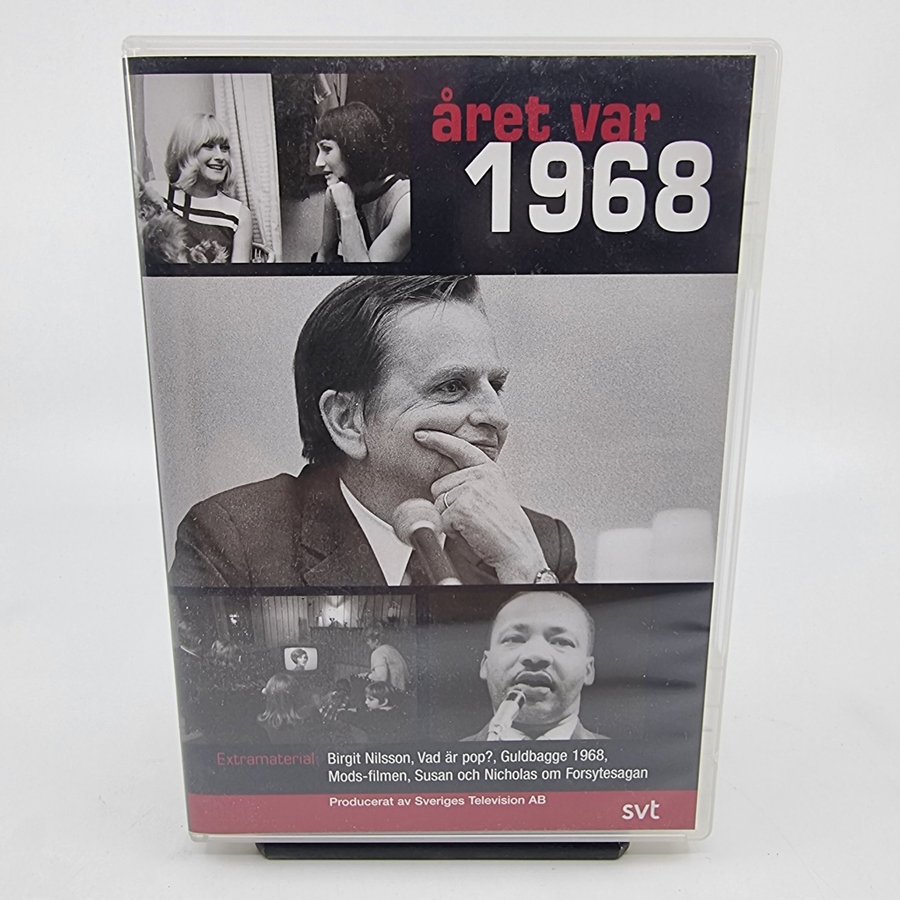 året var
1968
Extramaterial: Birgit Nilsson, Vad är pop?, Guldbagge 1968,
Mods-filmen, Susan och Nicholas om Forsytesagan
Producerat av Sveriges Television AB
svt